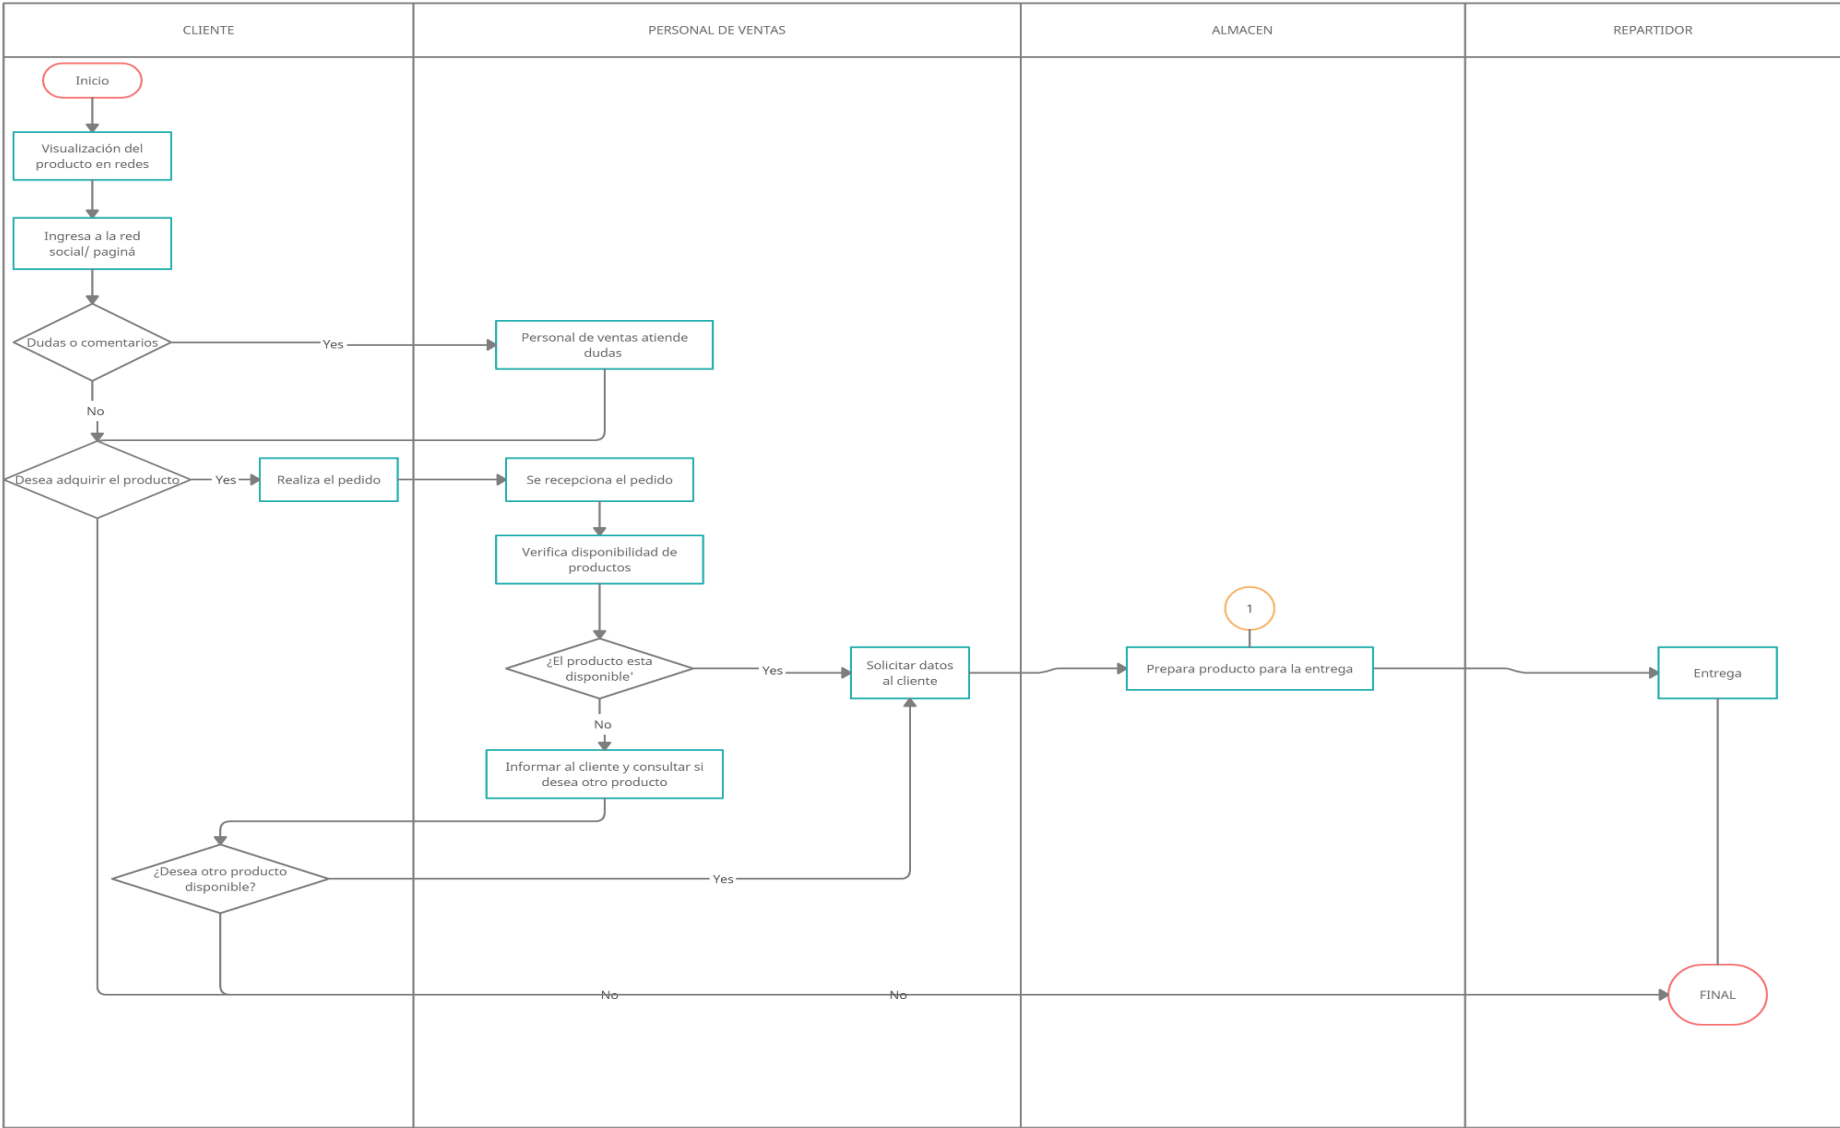 CLIENTE
PERSONAL DE VENTAS
ALMACEN
REPARTIDOR
Inicio
Visualización del
producto en redes
Ingresa a la red
social/ paginá
Dudas o comentarios
Yes
Personal de ventas atiende
dudas
No
Desea adquirir el producto
Yes
Realiza el pedido
Se recepciona el pedido
Verifica disponibilidad de
productos
1
¿El producto esta
disponible'
Yes
Solicitar datos
al cliente
Prepara producto para la entrega
Entrega
No
Informar al cliente y consultar si
desea otro producto
¿Desea otro producto
disponible?
Yes
No
No
FINAL